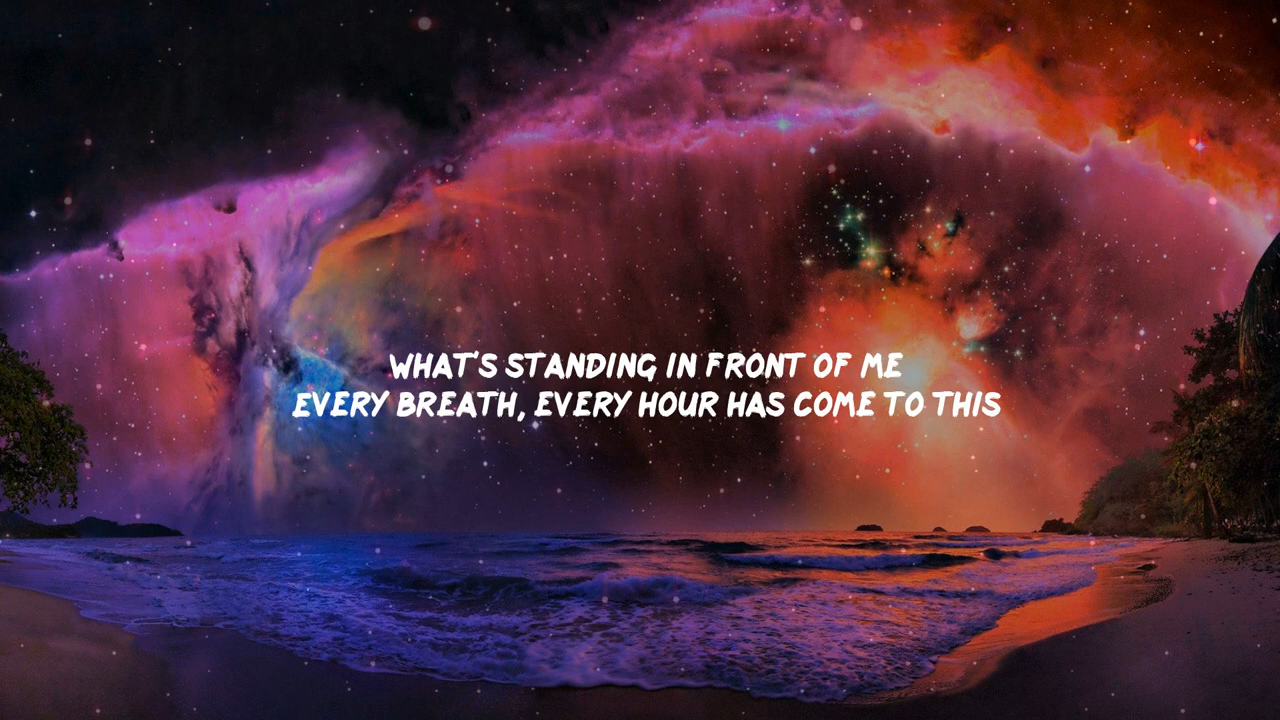 WHAT'S STANDING IN FRONT OF ME
EVERY BREATH, EVERY HOUR HAS COME TO THIS